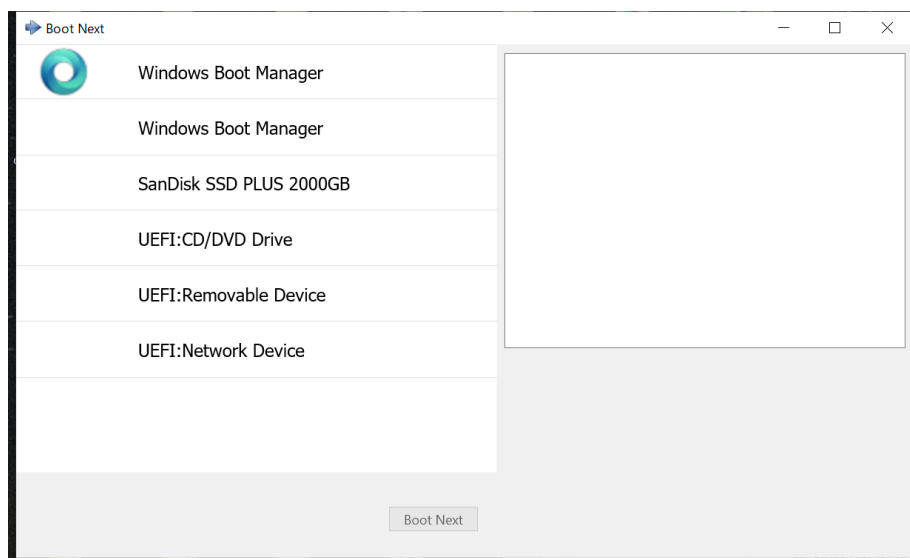 Boot Next
Windows Boot Manager
Windows Boot Manager
SanDisk SSD PLUS 2000GB
UEFI:CD/DVD Drive
UEFI:Removable Device
UEFI:Network Device
Boot Next